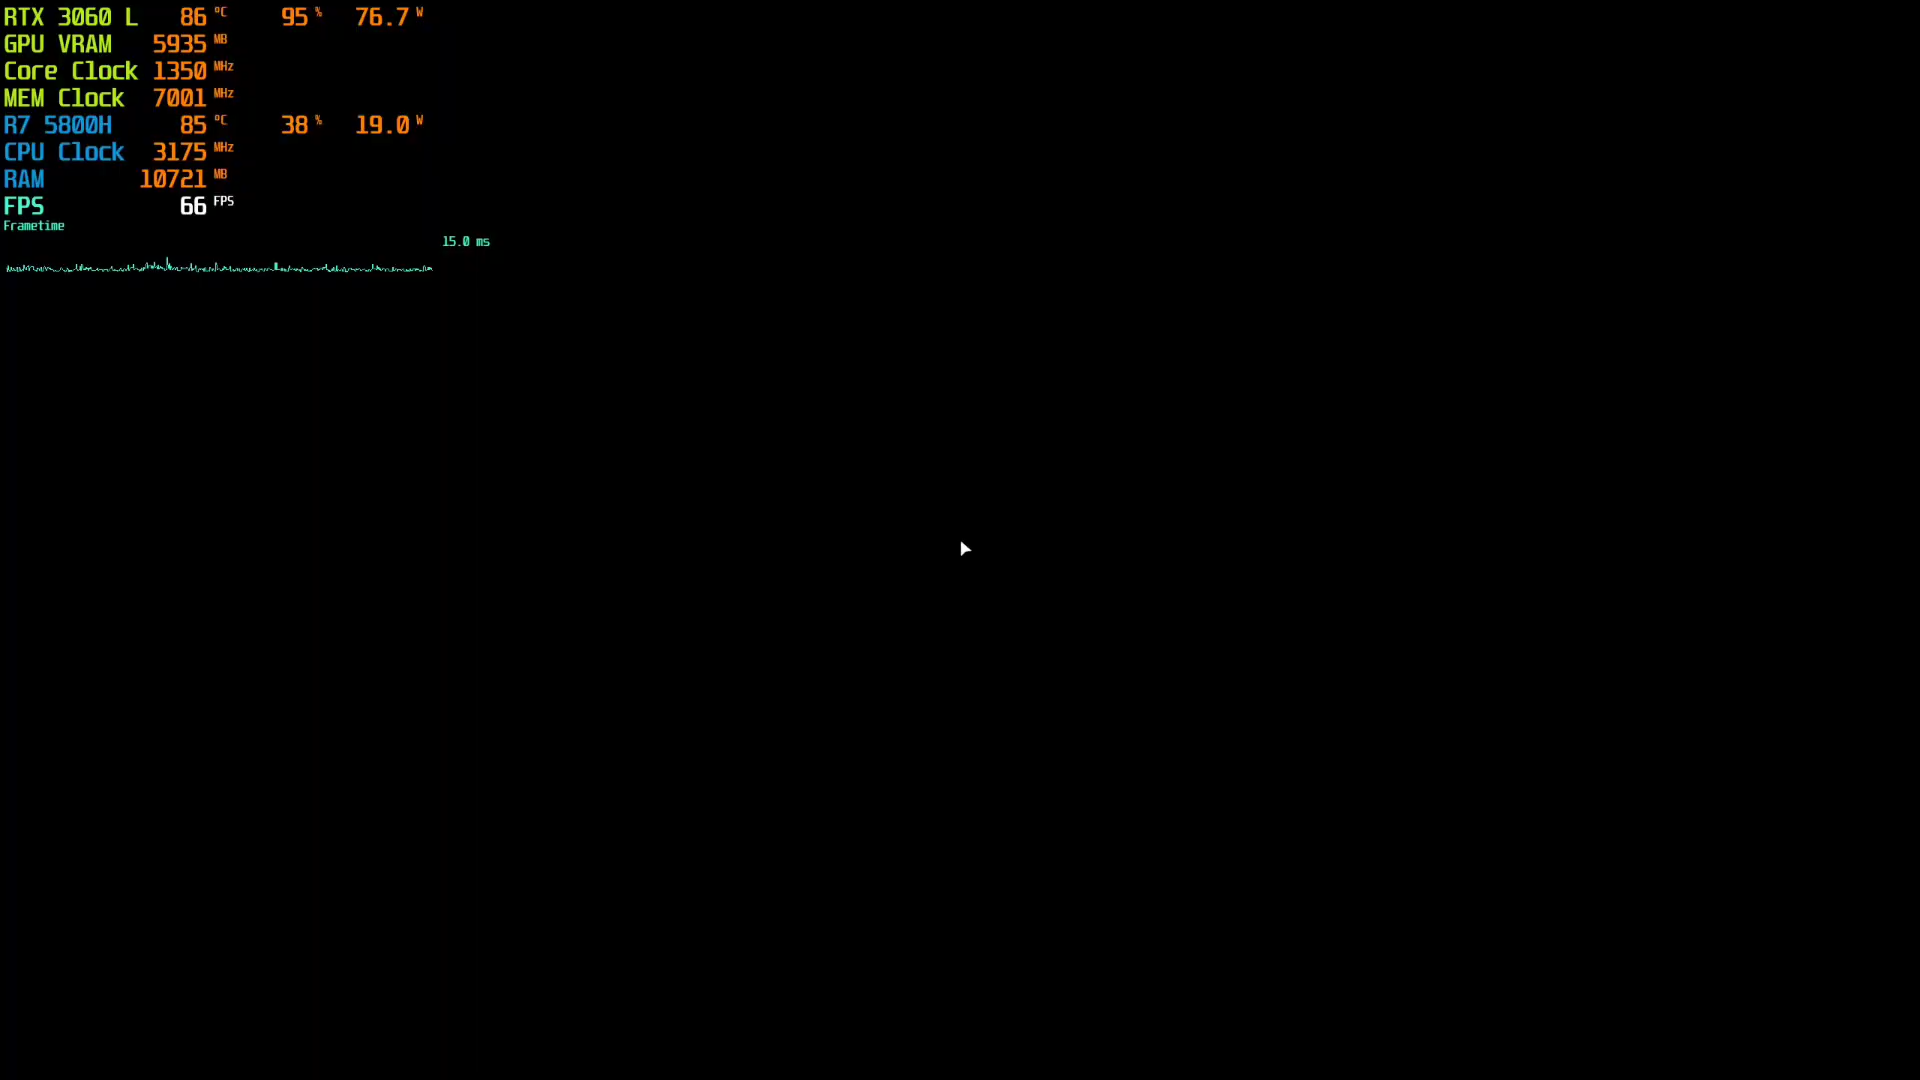 RTX 3060 L 86 °C 95 % 76.7 W
GPU VRAM 5935 MB
Core Clock 1350 MHz
MEM Clock 7001 MHz
R7 5800H 85 °C 38 % 19.0 W
CPU Clock 3175 MHz
RAM 10721 MB
FPS 66 FPS
Frametime
15.0 ms